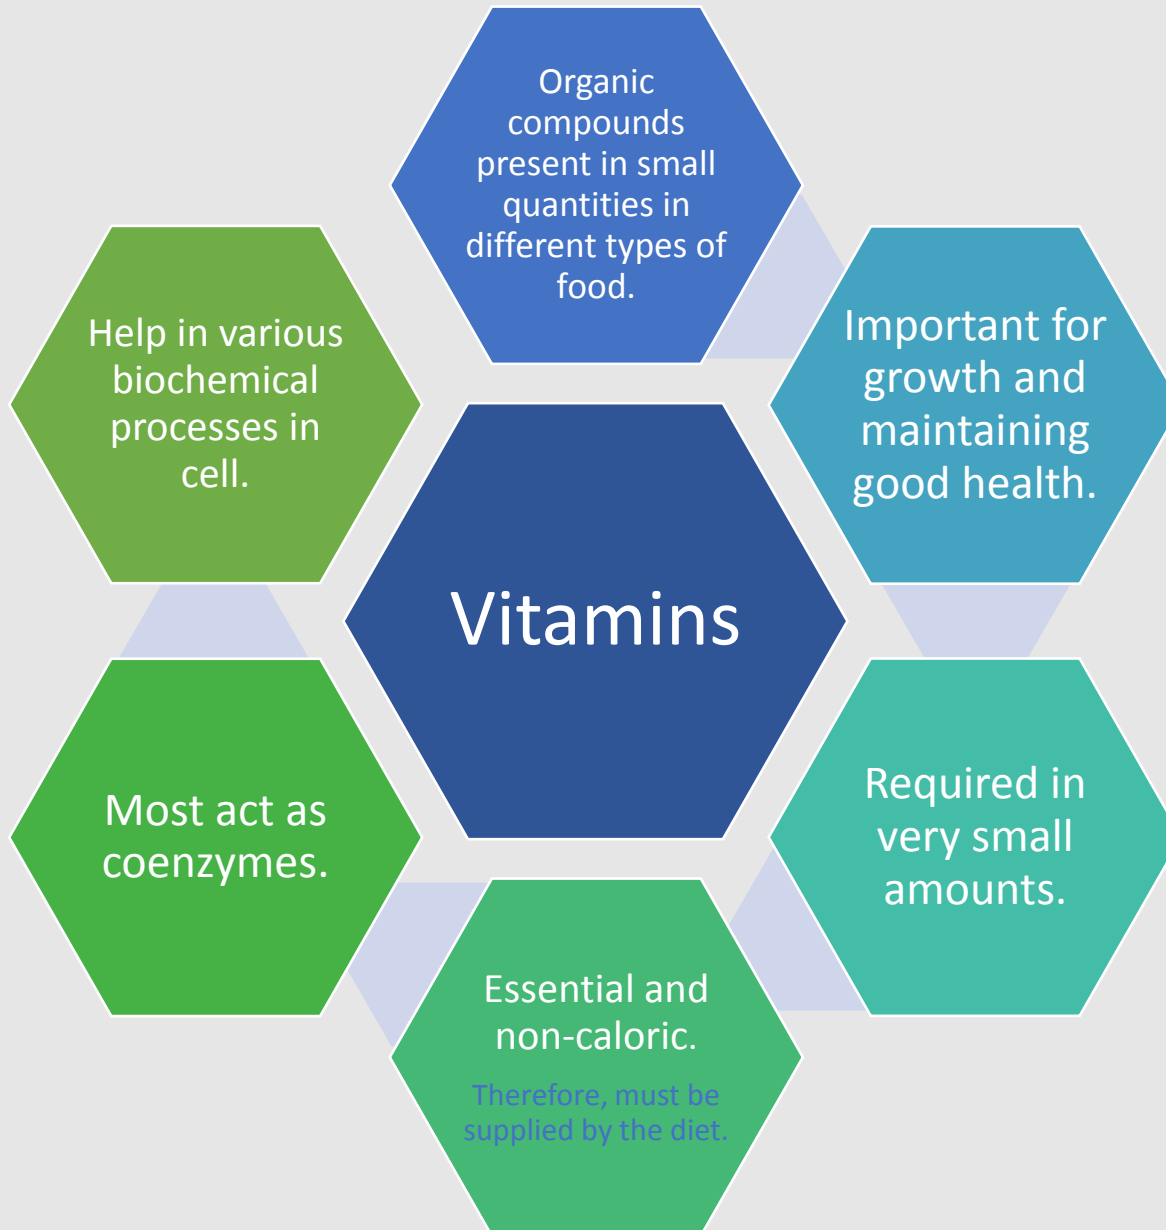 Organic
compounds
present in small
quantities in
different types of
food.
Important for
growth and
maintaining
good health.
Required in
very small
amounts.
Essential and
non-caloric.
Therefore, must be
supplied by the diet.
Most act as
coenzymes.
Help in various
biochemical
processes in
cell.
Vitamins